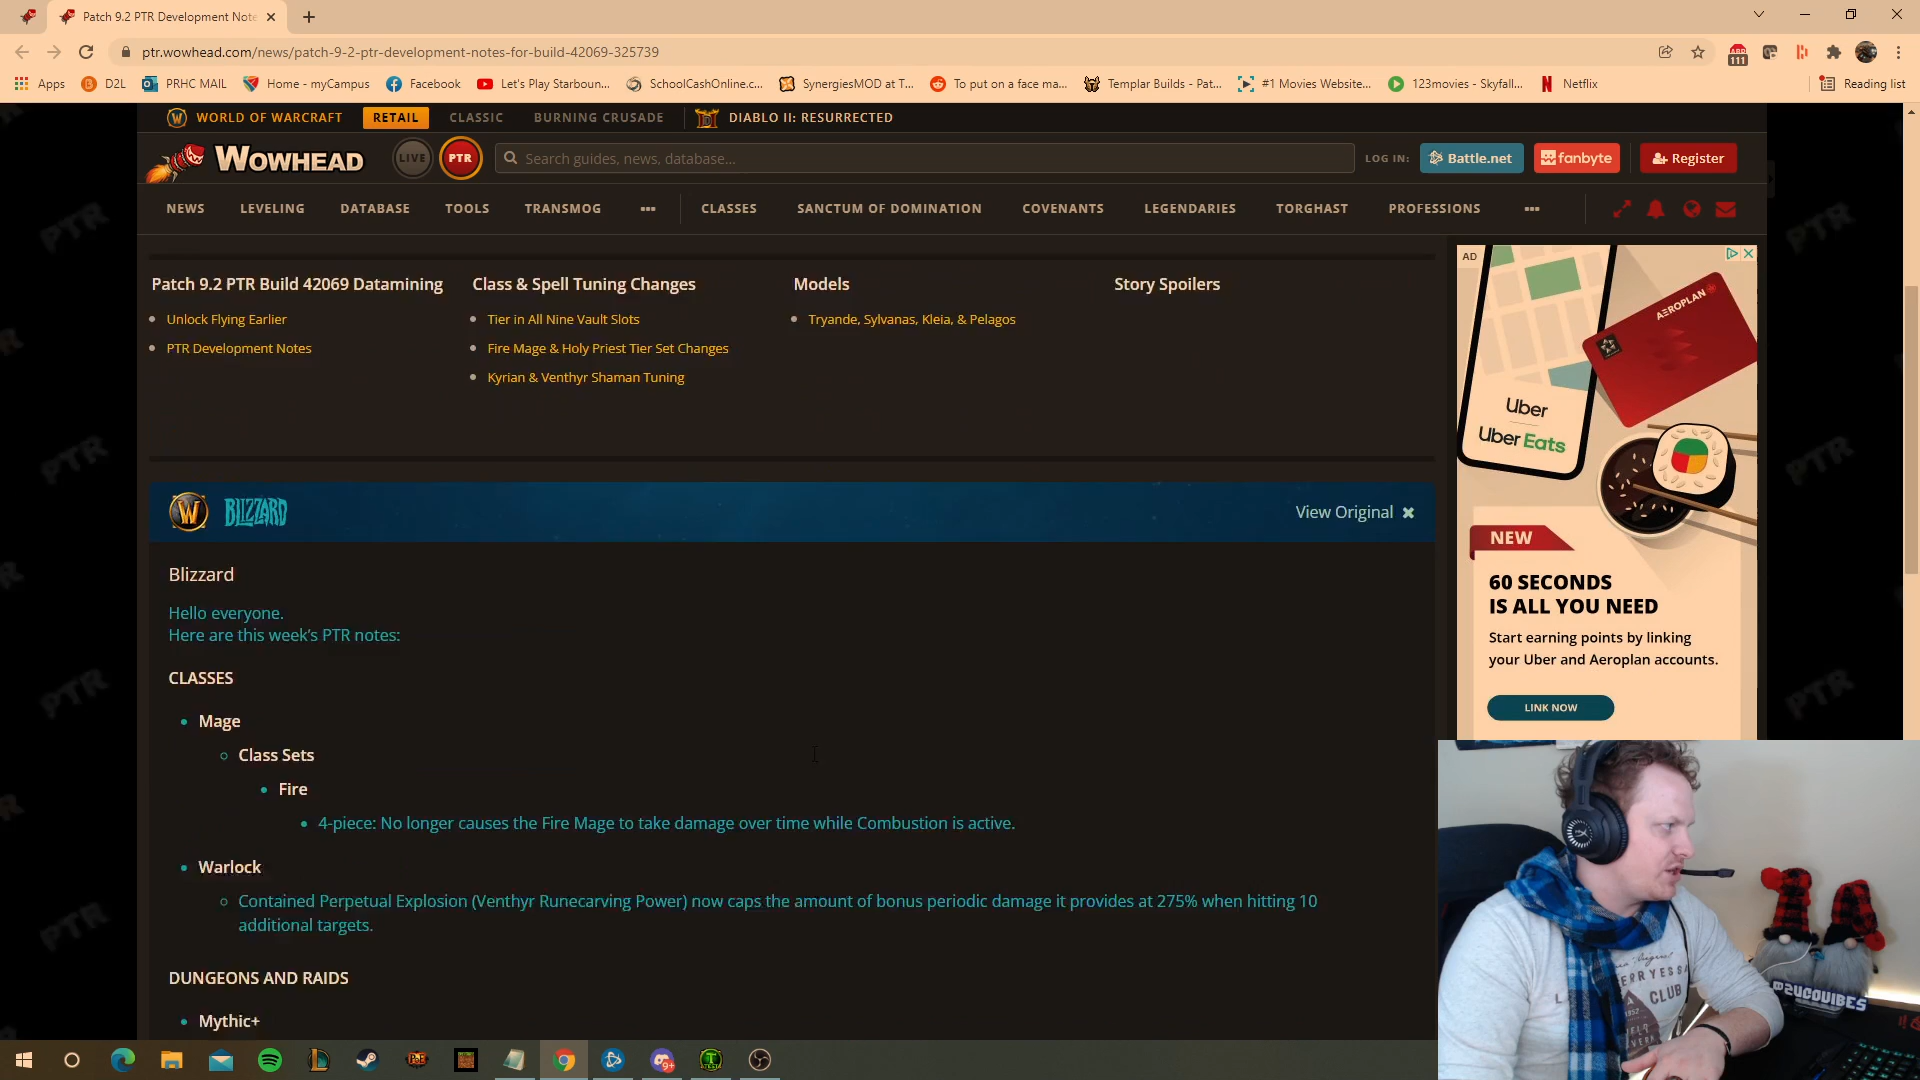 Patch 9.2 PTR Development Note
ptr.wowhead.com/news/patch-9-2-ptr-development-notes-for-build-42069-325739
111
Apps D2L PRHC MAIL Home - myCampus Facebook Let's Play Starboun... SchoolCashOnline.c... SynergiesMOD at T... To put on a face ma... Templar Builds - Pat... #1 Movies Website... 123movies - Skyfall... Netflix Reading list
WORLD OF WARCRAFT RETAIL CLASSIC BURNING CRUSADE DIABLO II: RESURRECTED
WOWHEAD LIVE PTR Search guides, news, database... LOG IN: Battle.net fanbyte Register
NEWS LEVELING DATABASE TOOLS TRANSMOG ••• CLASSES SANCTUM OF DOMINATION COVENANTS LEGENDARIES TORGHAST PROFESSIONS •••
Patch 9.2 PTR Build 42069 Datamining
Unlock Flying Earlier
PTR Development Notes
Class & Spell Tuning Changes
Tier in All Nine Vault Slots
Fire Mage & Holy Priest Tier Set Changes
Kyrian & Venthyr Shaman Tuning
Models
Tryande, Sylvanas, Kleia, & Pelagos
Story Spoilers
BLIZZARD View Original ✖
Blizzard
Hello everyone.
Here are this week's PTR notes:
CLASSES
Mage
Class Sets
Fire
4-piece: No longer causes the Fire Mage to take damage over time while Combustion is active.
Warlock
Contained Perpetual Explosion (Venthyr Runecarving Power) now caps the amount of bonus periodic damage it provides at 275% when hitting 10
additional targets.
DUNGEONS AND RAIDS
Mythic+
AD
AEROPLAN
Uber
Uber Eats
NEW
60 SECONDS
IS ALL YOU NEED
Start earning points by linking
your Uber and Aeroplan accounts.
LINK NOW
CLUB
PTR
PTR
PTR
PTR
PTR
PTR
9+